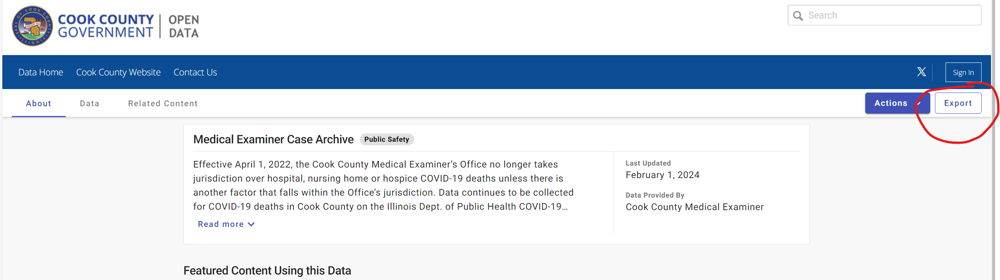 COOK COUNTY
GOVERNMENT
OPEN
DATA
Search
Data Home
Cook County Website
Contact Us
Sign In
About
Data
Related Content
Actions
Export
Medical Examiner Case Archive
Public Safety
Effective April 1, 2022, the Cook County Medical Examiner’s Office no longer takes
jurisdiction over hospital, nursing home or hospice COVID-19 deaths unless there is
another factor that falls within the Office’s jurisdiction. Data continues to be collected
for COVID-19 deaths in Cook County on the Illinois Dept. of Public Health COVID-19…
Read more
Last Updated
February 1, 2024
Data Provided By
Cook County Medical Examiner
Featured Content Using this Data